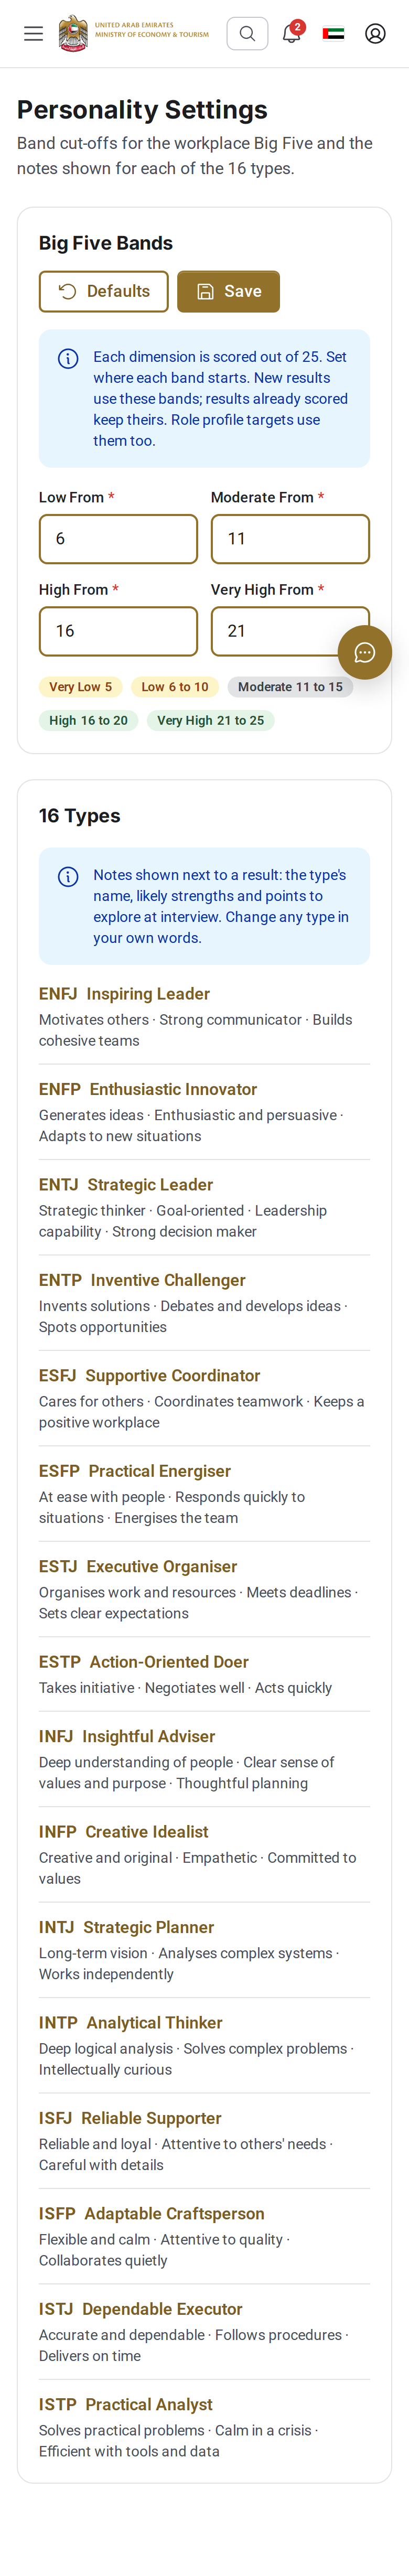 UNITED ARAB EMIRATES
MINISTRY OF ECONOMY & TOURISM
2
Personality Settings
Band cut-offs for the workplace Big Five and the
notes shown for each of the 16 types.
Big Five Bands
Defaults
Save
Each dimension is scored out of 25. Set
where each band starts. New results
use these bands; results already scored
keep theirs. Role profile targets use
them too.
Low From *
Moderate From *
6
11
High From *
Very High From *
16
21
Very Low 5
Low 6 to 10
Moderate 11 to 15
High 16 to 20
Very High 21 to 25
16 Types
Notes shown next to a result: the type's
name, likely strengths and points to
explore at interview. Change any type in
your own words.
ENFJ Inspiring Leader
Motivates others · Strong communicator · Builds
cohesive teams
ENFP Enthusiastic Innovator
Generates ideas · Enthusiastic and persuasive ·
Adapts to new situations
ENTJ Strategic Leader
Strategic thinker · Goal-oriented · Leadership
capability · Strong decision maker
ENTP Inventive Challenger
Invents solutions · Debates and develops ideas ·
Spots opportunities
ESFJ Supportive Coordinator
Cares for others · Coordinates teamwork · Keeps a
positive workplace
ESFP Practical Energiser
At ease with people · Responds quickly to
situations · Energises the team
ESTJ Executive Organiser
Organises work and resources · Meets deadlines ·
Sets clear expectations
ESTP Action-Oriented Doer
Takes initiative · Negotiates well · Acts quickly
INFJ Insightful Adviser
Deep understanding of people · Clear sense of
values and purpose · Thoughtful planning
INFP Creative Idealist
Creative and original · Empathetic · Committed to
values
INTJ Strategic Planner
Long-term vision · Analyses complex systems ·
Works independently
INTP Analytical Thinker
Deep logical analysis · Solves complex problems ·
Intellectually curious
ISFJ Reliable Supporter
Reliable and loyal · Attentive to others' needs ·
Careful with details
ISFP Adaptable Craftsperson
Flexible and calm · Attentive to quality ·
Collaborates quietly
ISTJ Dependable Executor
Accurate and dependable · Follows procedures ·
Delivers on time
ISTP Practical Analyst
Solves practical problems · Calm in a crisis ·
Efficient with tools and data